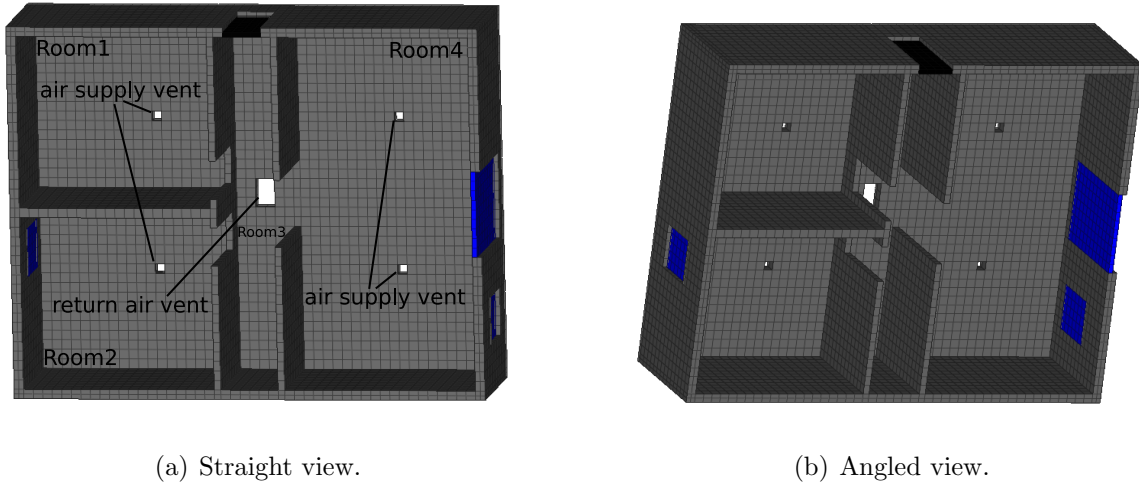 Room1
Room4
air supply vent
Room3
return air vent
air supply vent
Room2
(a) Straight view.
(b) Angled view.